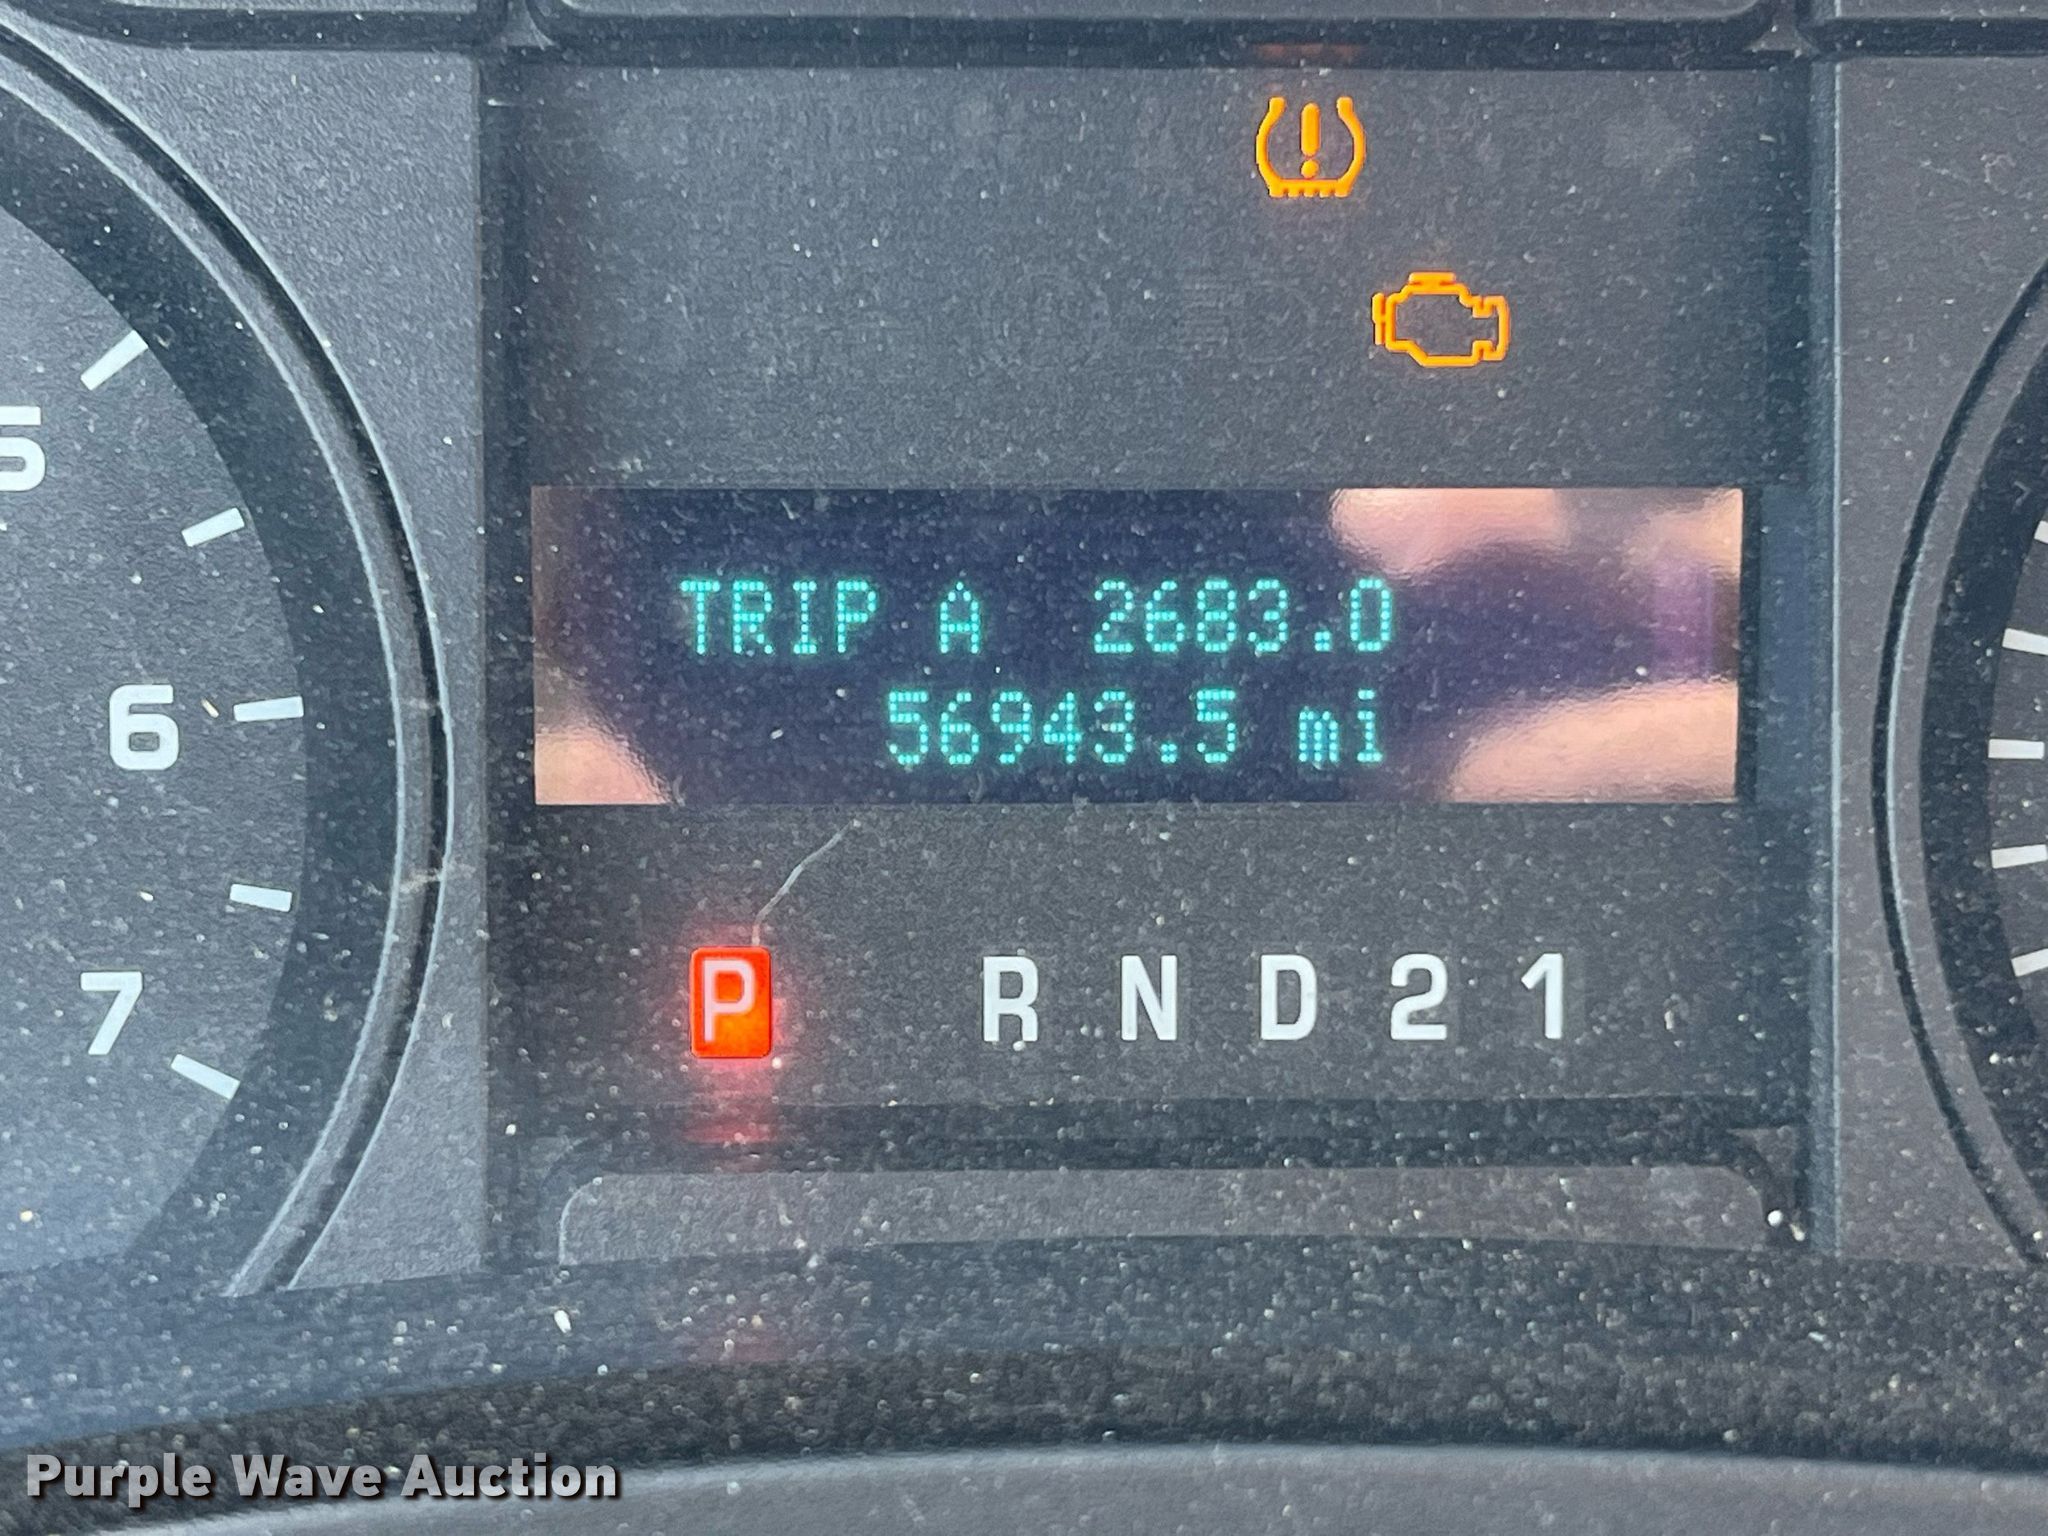 5
6
7
TRIP A 2683.0
56943.5 mi
P R N D 2 1
Purple Wave Auction